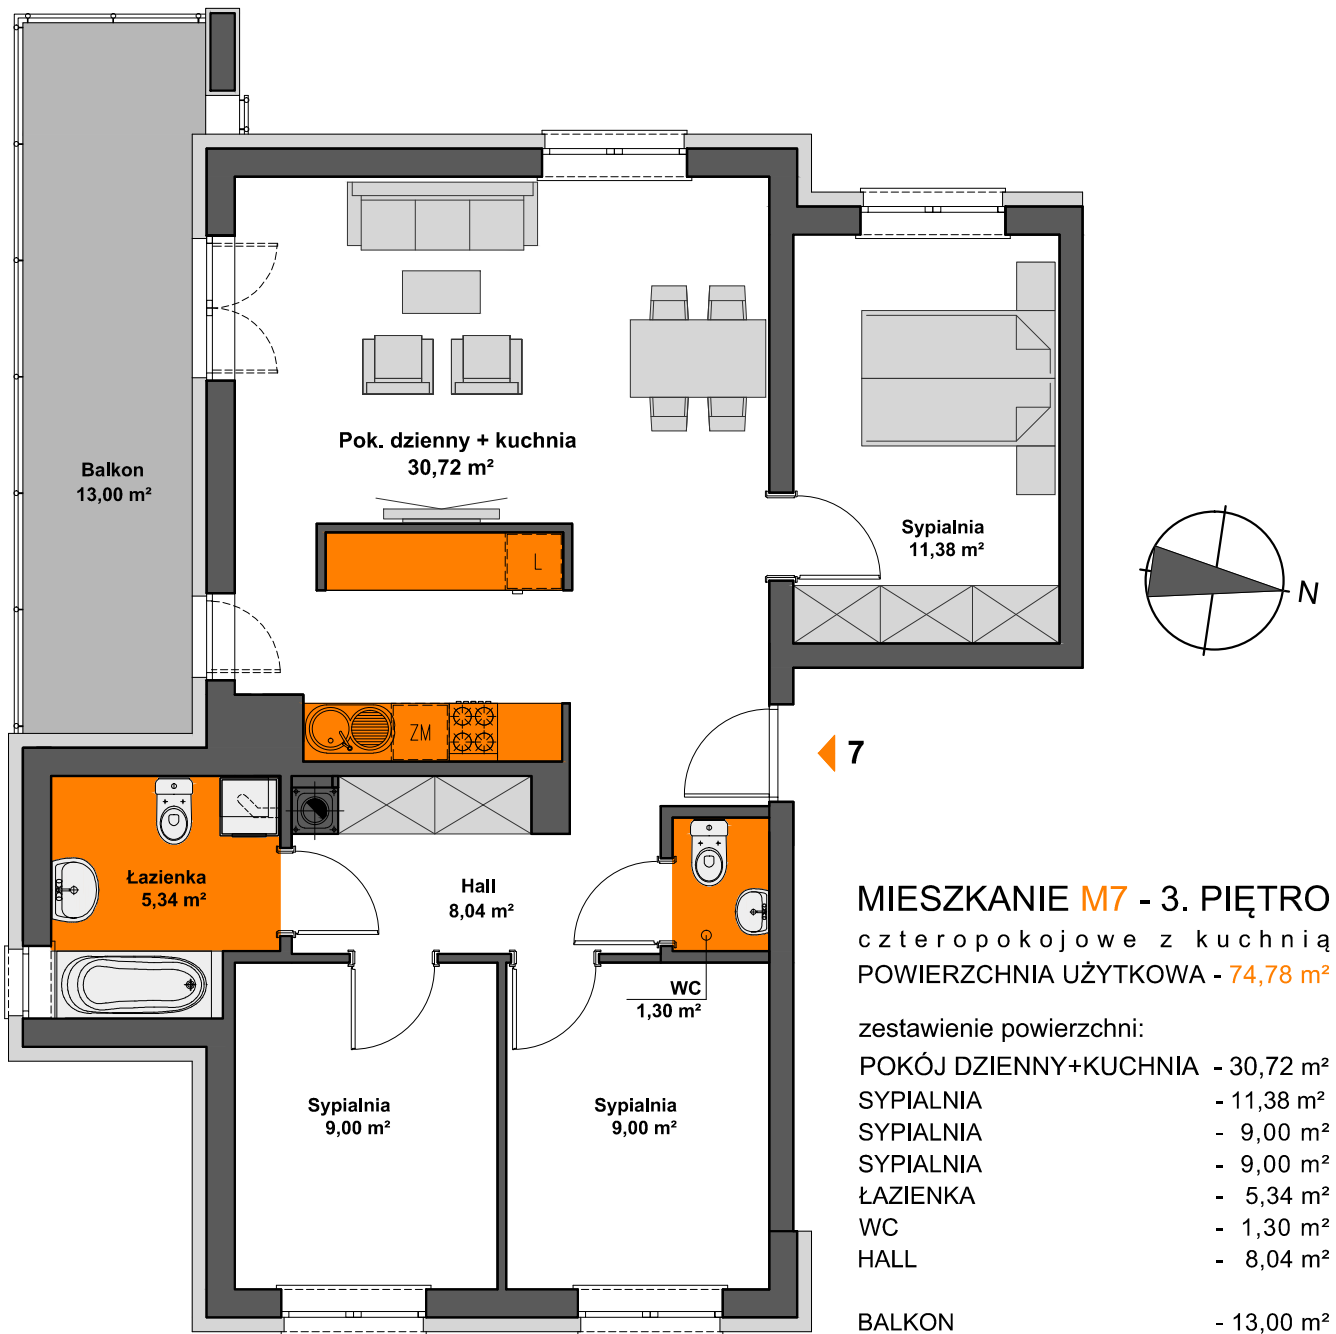 Balkon
13,00 m²
Pok. dzienny + kuchnia
30,72 m²
L
Sypialnia
11,38 m²
N
ZM
7
Łazienka
5,34 m²
Hall
8,04 m²
WC
1,30 m²
Sypialnia
9,00 m²
Sypialnia
9,00 m²
MIESZKANIE M7 - 3. PIĘTRO
czteropokojowe z kuchnią
POWIERZCHNIA UŻYTKOWA - 74,78 m²
zestawienie powierzchni:
POKÓJ DZIENNY+KUCHNIA - 30,72 m²
SYPIALNIA - 11,38 m²
SYPIALNIA - 9,00 m²
SYPIALNIA - 9,00 m²
ŁAZIENKA - 5,34 m²
WC - 1,30 m²
HALL - 8,04 m²
BALKON - 13,00 m²